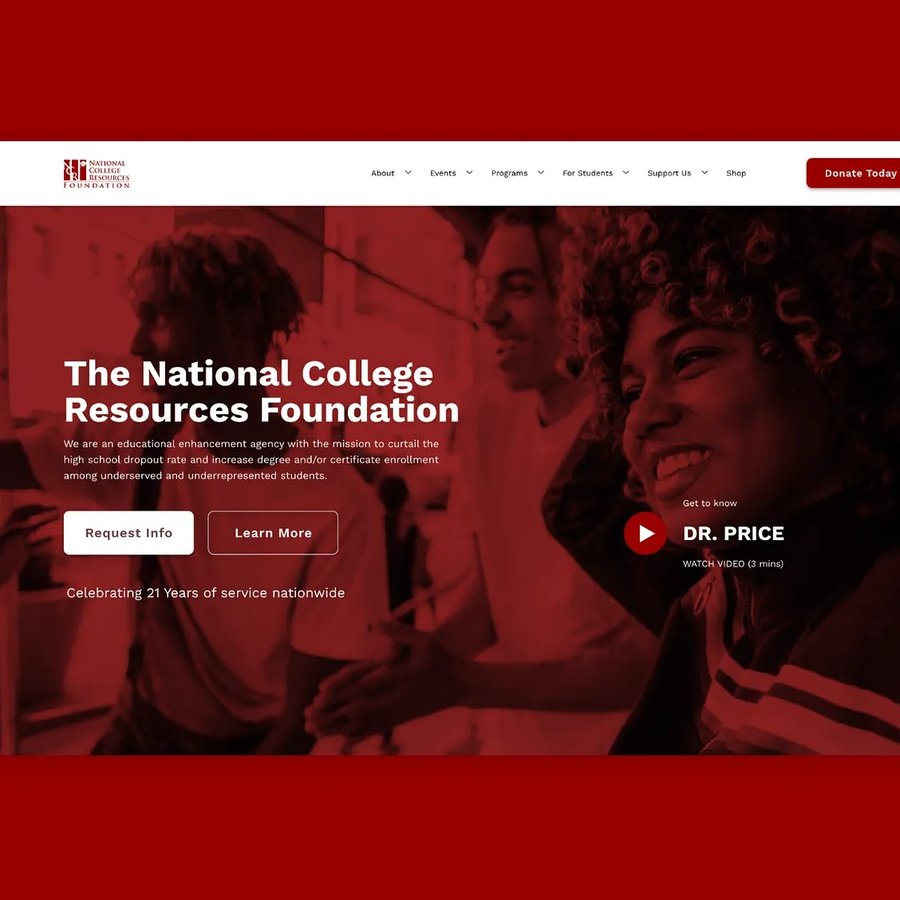 NATIONAL
COLLEGE
RESOURCES
FOUNDATION
About
Events
Programs
For Students
Support Us
Shop
Donate Today
The National College
Resources Foundation
We are an educational enhancement agency with the mission to curtail the
high school dropout rate and increase degree and/or certificate enrollment
among underserved and underrepresented students.
Request Info
Learn More
Celebrating 21 Years of service nationwide
Get to know
DR. PRICE
WATCH VIDEO (3 mins)